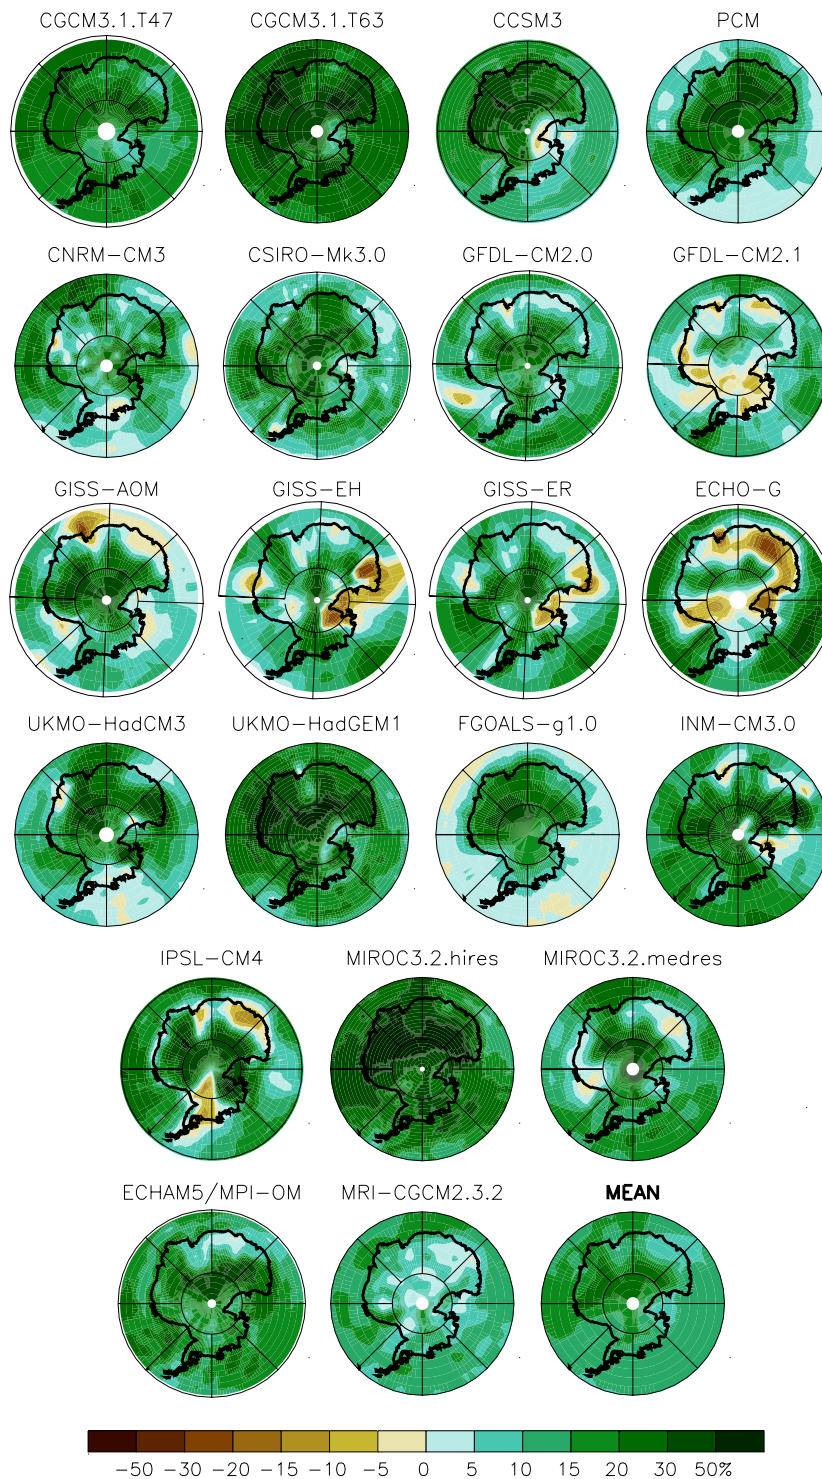 CGCM3.1.T47 CGCM3.1.T63 CCSM3 PCM
CNRM-CM3 CSIRO-Mk3.0 GFDL-CM2.0 GFDL-CM2.1
GISS-AOM GISS-EH GISS-ER ECHO-G
UKMO-HadCM3 UKMO-HadGEM1 FGOALS-g1.0 INM-CM3.0
IPSL-CM4 MIROC3.2.hires MIROC3.2.medres
ECHAM5/MPI-OM MRI-CGCM2.3.2 MEAN
-50 -30 -20 -15 -10 -5 0 5 10 15 20 30 50%